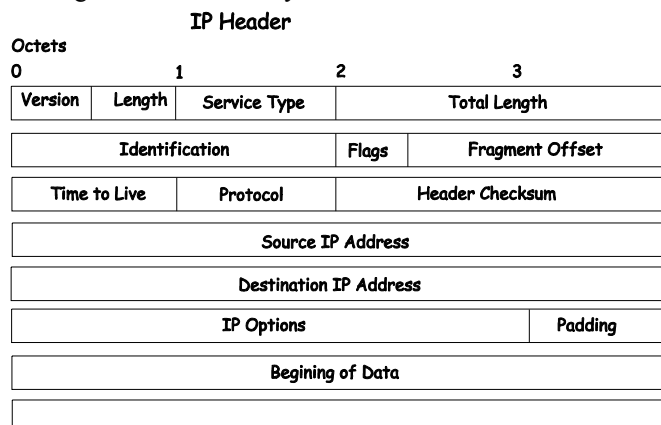 IP Header
Octets
0 1 2 3
Version Length Service Type Total Length
Identification Flags Fragment Offset
Time to Live Protocol Header Checksum
Source IP Address
Destination IP Address
IP Options Padding
Begining of Data